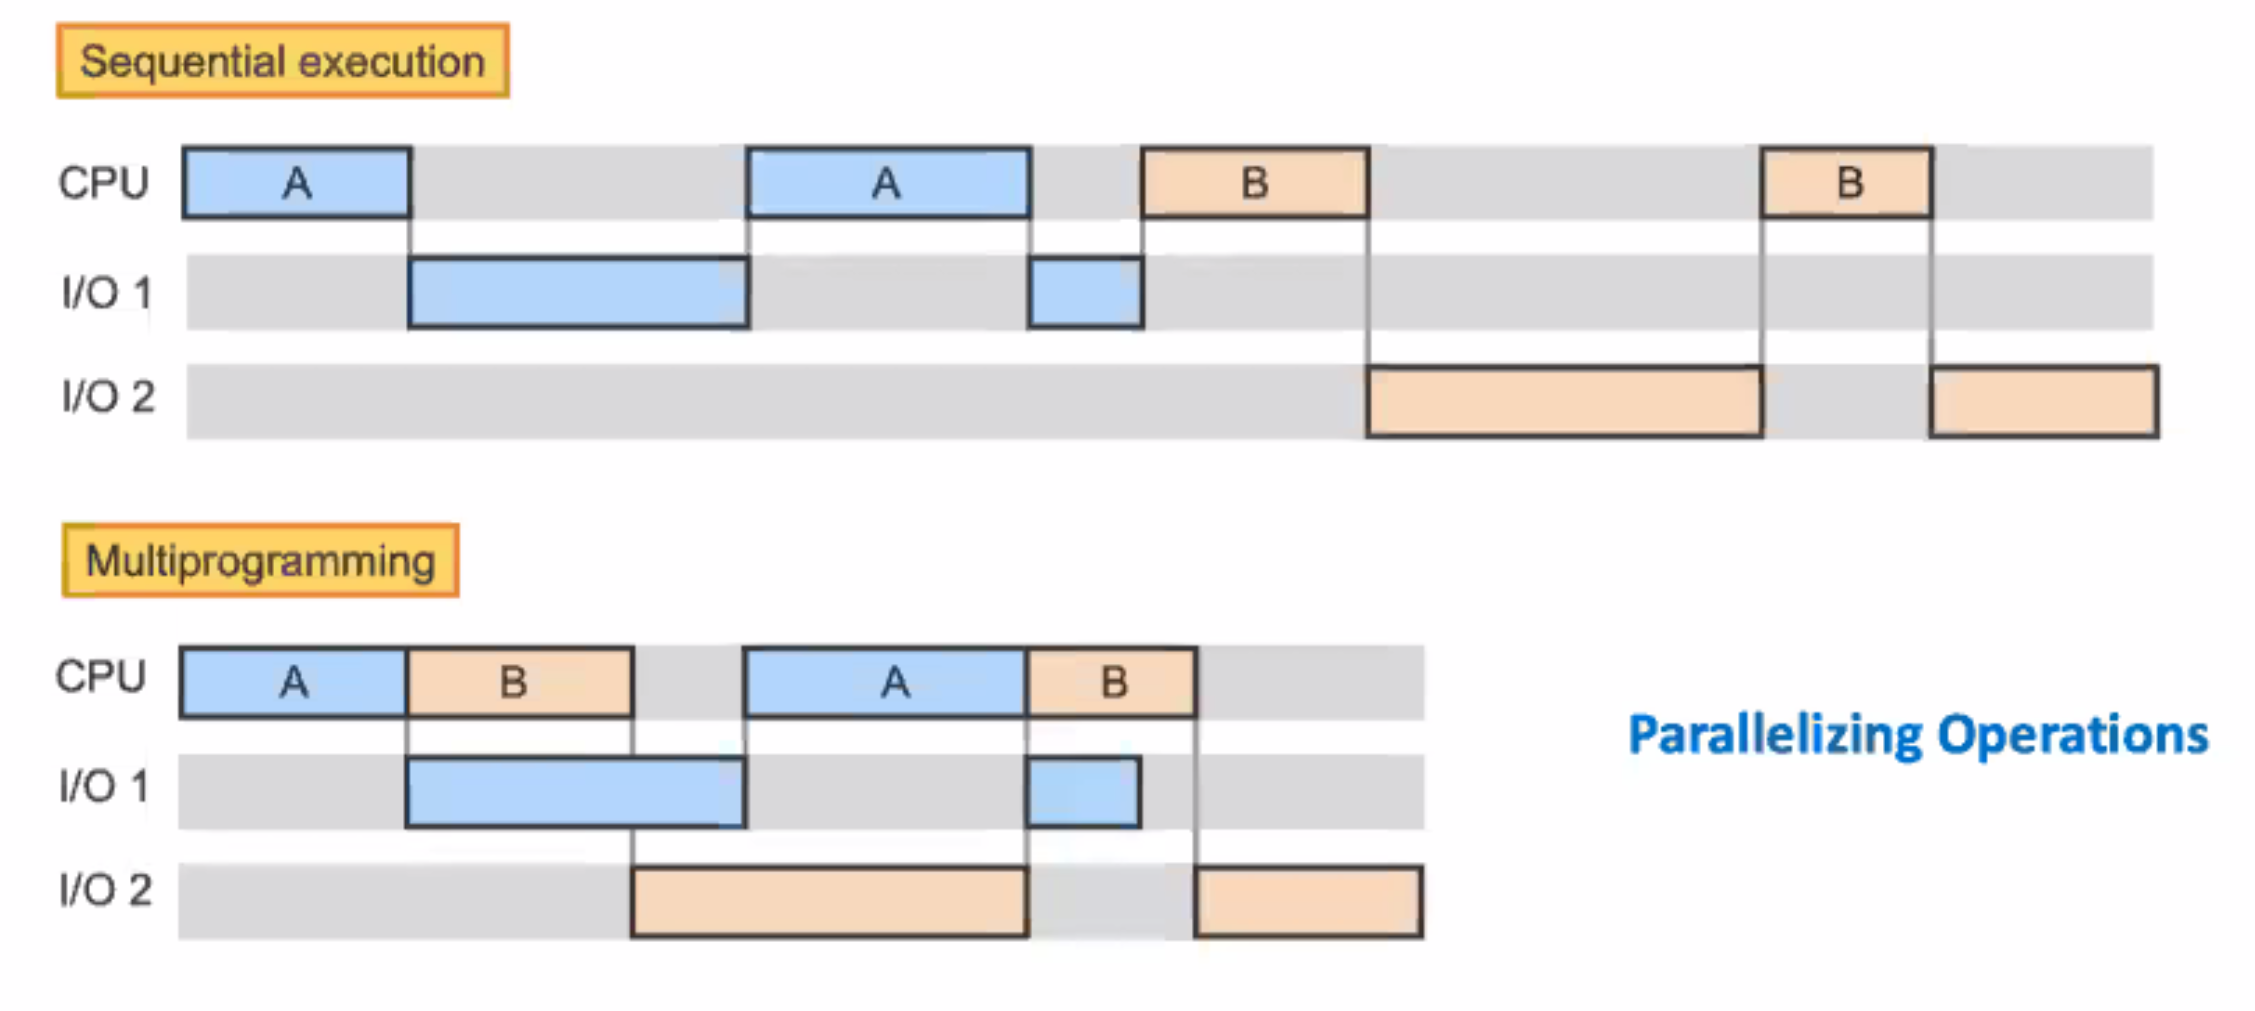 Sequential execution
CPU A A B B
I/O 1
I/O 2
Multiprogramming
CPU A B A B
I/O 1
Parallelizing Operations
I/O 2